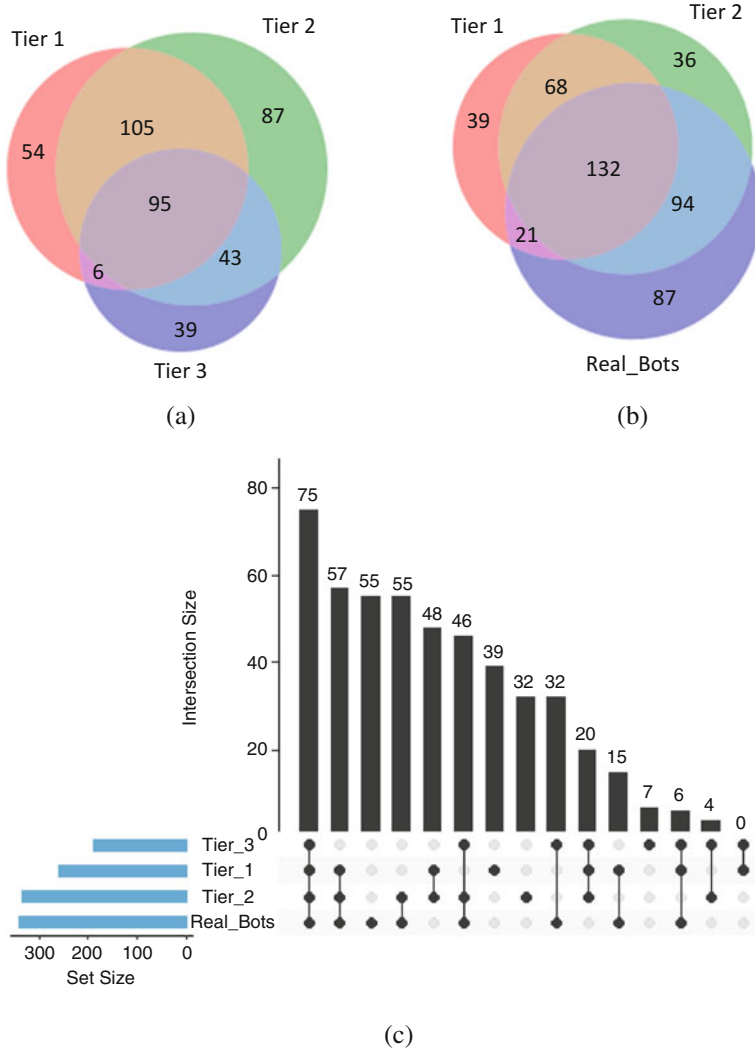 Tier 1
Tier 2
54
105
87
95
6
43
39
Tier 3
(a)
Tier 1
Tier 2
36
68
39
132
94
21
87
Real_Bots
(b)
Intersection Size
80
60
40
20
0
75
57
55
55
48
46
39
32
32
20
15
7
6
4
0
Tier_3
Tier_1
Tier_2
Real_Bots
300 200 100 0
Set Size
(c)